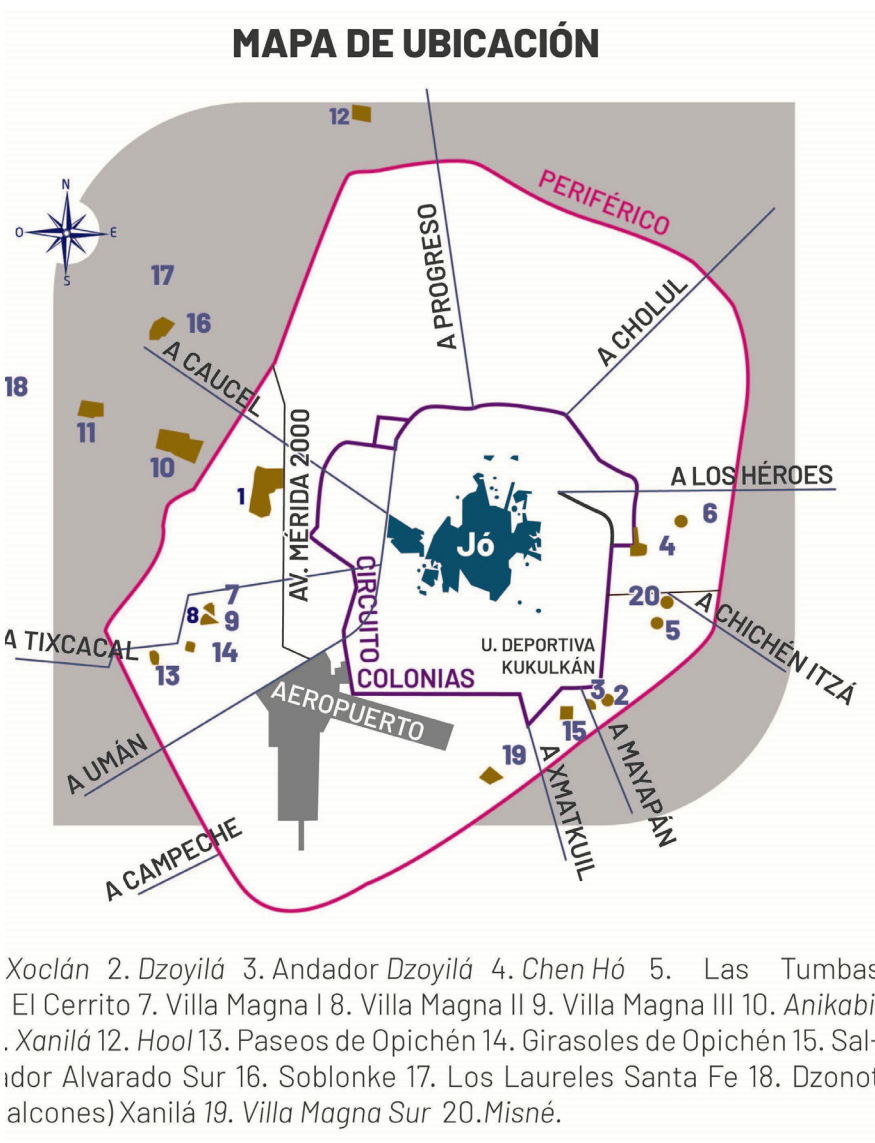 MAPA DE UBICACIÓN
12
PERIFÉRICO
N
O
E
S
A PROGRESO
17
A CHOLUL
16
A CAUCEL
18
11
AV. MÉRIDA 2000
10
A LOS HÉROES
1
6
Jó
4
CIRCUITO
7
20
8
9
A CHICHÉN ITZÁ
5
A TIXCACAL
14
U. DEPORTIVA
KUKULKÁN
13
COLONIAS
3
2
AEROPUERTO
15
A UMÁN
19
A XMATKUIL
A MAYAPÁN
A CAMPECHE
Xoclán 2. Dzoyilá 3. Andador Dzoyilá 4. Chen Hó 5. Las Tumbas
El Cerrito 7. Villa Magna I 8. Villa Magna II 9. Villa Magna III 10. Anikabi
. Xanilá 12. Hool 13. Paseos de Opichén 14. Girasoles de Opichén 15. Sal-
ador Alvarado Sur 16. Soblonke 17. Los Laureles Santa Fe 18. Dzonot
alcones) Xanilá 19. Villa Magna Sur 20.Misné.